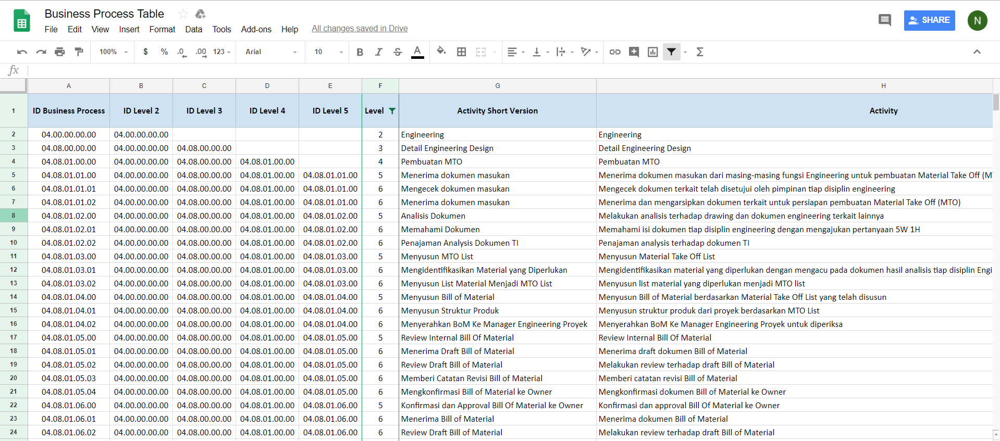 Business Process Table
File Edit View Insert Format Data Tools Add-ons Help All changes saved in Drive
SHARE
N
100% $ % .0 .00 123 Arial 10 B I S A Σ
fx
A B C D E F G H
1 ID Business Process ID Level 2 ID Level 3 ID Level 4 ID Level 5 Level Activity Short Version Activity
2 04.00.00.00.00 04.00.00.00.00 2 Engineering Engineering
3 04.08.00.00.00 04.00.00.00.00 04.08.00.00.00 3 Detail Engineering Design Detail Engineering Design
4 04.08.01.00.00 04.00.00.00.00 04.08.00.00.00 04.08.01.00.00 4 Pembuatan MTO Pembuatan MTO
5 04.08.01.01.00 04.00.00.00.00 04.08.00.00.00 04.08.01.00.00 04.08.01.01.00 5 Menerima dokumen masukan Menerima dokumen masukan dari masing-masing fungsi Engineering untuk pembuatan Material Take Off (M
6 04.08.01.01.01 04.00.00.00.00 04.08.00.00.00 04.08.01.00.00 04.08.01.01.00 6 Mengecek dokumen masukan Mengecek dokumen terkait telah disetujui oleh pimpinan tiap disiplin engineering
7 04.08.01.01.02 04.00.00.00.00 04.08.00.00.00 04.08.01.00.00 04.08.01.01.00 6 Menerima dokumen masukan Menerima dan mengarsipkan dokumen terkait untuk persiapan pembuatan Material Take Off (MTO)
8 04.08.01.02.00 04.00.00.00.00 04.08.00.00.00 04.08.01.00.00 04.08.01.02.00 5 Analisis Dokumen Melakukan analisis terhadap drawing dan dokumen engineering terkait lainnya
9 04.08.01.02.01 04.00.00.00.00 04.08.00.00.00 04.08.01.00.00 04.08.01.02.00 6 Memahami Dokumen Memahami isi dokumen tiap disiplin engineering dengan mengajukan pertanyaan 5W 1H
10 04.08.01.02.02 04.00.00.00.00 04.08.00.00.00 04.08.01.00.00 04.08.01.02.00 6 Penajaman Analysis Dokumen TI Penajaman analysis terhadap dokumen TI
11 04.08.01.03.00 04.00.00.00.00 04.08.00.00.00 04.08.01.00.00 04.08.01.03.00 5 Menyusun MTO List Menyusun Material Take Off List
12 04.08.01.03.01 04.00.00.00.00 04.08.00.00.00 04.08.01.00.00 04.08.01.03.00 6 Mengidentifikasikan Material yang Diperlukan Mengidentifikasikan material yang diperlukan dengan mengacu pada dokumen hasil analisis tiap disiplin Engi
13 04.08.01.03.02 04.00.00.00.00 04.08.00.00.00 04.08.01.00.00 04.08.01.03.00 6 Menyusun List Material Menjadi MTO List Menyusun list material yang diperlukan menjadi MTO list
14 04.08.01.04.00 04.00.00.00.00 04.08.00.00.00 04.08.01.00.00 04.08.01.04.00 5 Menyusun Bill of Material Menyusun Bill of Material berdasarkan Material Take Off List yang telah disusun
15 04.08.01.04.01 04.00.00.00.00 04.08.00.00.00 04.08.01.00.00 04.08.01.04.00 6 Menyusun Struktur Produk Menyusun struktur produk dari proyek berdasarkan MTO List
16 04.08.01.04.02 04.00.00.00.00 04.08.00.00.00 04.08.01.00.00 04.08.01.04.00 6 Menyerahkan BoM Ke Manager Engineering Proyek Menyerahkan BoM Ke Manager Engineering Proyek untuk diperiksa
17 04.08.01.05.00 04.00.00.00.00 04.08.00.00.00 04.08.01.00.00 04.08.01.05.00 5 Review Internal Bill Of Material Review Internal Bill Of Material
18 04.08.01.05.01 04.00.00.00.00 04.08.00.00.00 04.08.01.00.00 04.08.01.05.00 6 Menerima Draft Bill of Material Menerima draft dokumen Bill of Material
19 04.08.01.05.02 04.00.00.00.00 04.08.00.00.00 04.08.01.00.00 04.08.01.05.00 6 Review Draft Bill of Material Melakukan review terhadap draft Bill of Material
20 04.08.01.05.03 04.00.00.00.00 04.08.00.00.00 04.08.01.00.00 04.08.01.05.00 6 Memberi Catatan Revisi Bill of Material Memberi catatan revisi Bill of Material
21 04.08.01.05.04 04.00.00.00.00 04.08.00.00.00 04.08.01.00.00 04.08.01.05.00 6 Mengkonfirmasi Bill of Material ke Owner Mengkonfirmasi dokumen Bill of Material ke Owner
22 04.08.01.06.00 04.00.00.00.00 04.08.00.00.00 04.08.01.00.00 04.08.01.06.00 5 Konfirmasi dan Approval Bill Of Material ke Owner Konfirmasi dan approval Bill Of Material ke Owner
23 04.08.01.06.01 04.00.00.00.00 04.08.00.00.00 04.08.01.00.00 04.08.01.06.00 6 Menerima Bill of Material Menerima dokumen Bill of Material
24 04.08.01.06.02 04.00.00.00.00 04.08.00.00.00 04.08.01.00.00 04.08.01.06.00 6 Review Draft Bill of Material Melakukan review terhadap draft Bill of Material